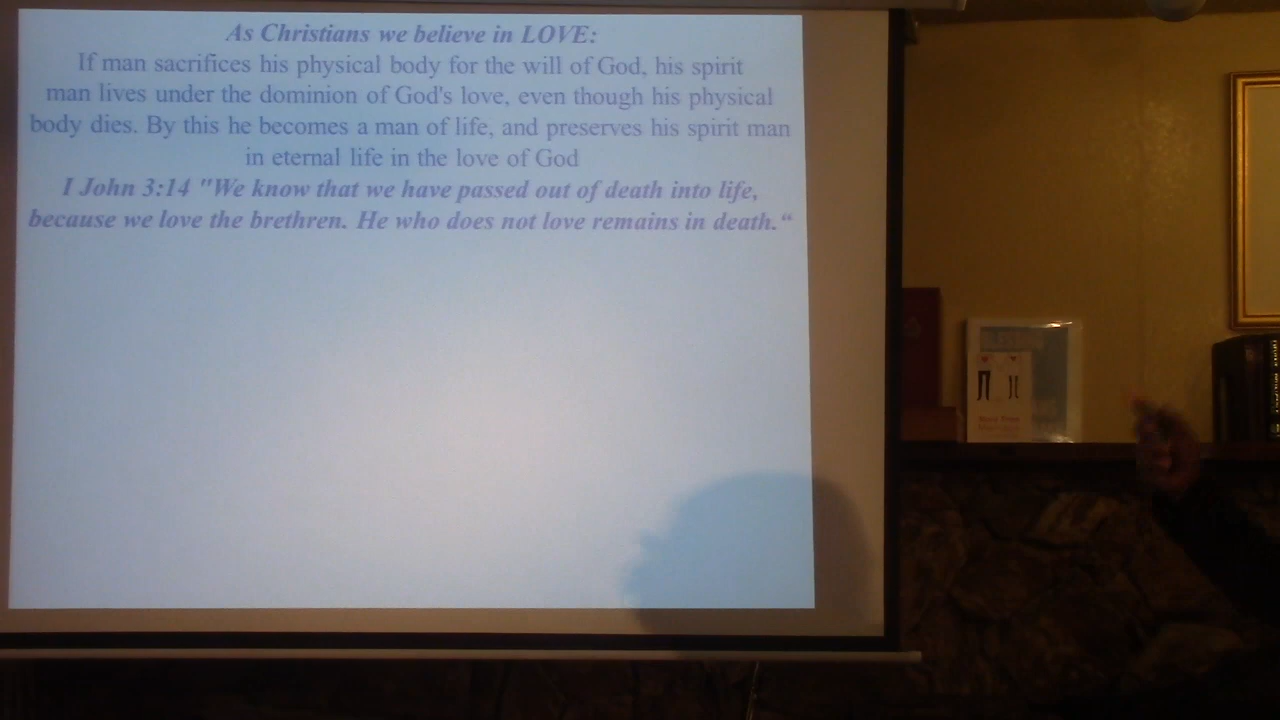 As Christians we believe in LOVE:
If man sacrifices his physical body for the will of God, his spirit
man lives under the dominion of God's love, even though his physical
body dies. By this he becomes a man of life, and preserves his spirit man
in eternal life in the love of God
I John 3:14 "We know that we have passed out of death into life,
because we love the brethren. He who does not love remains in death.“